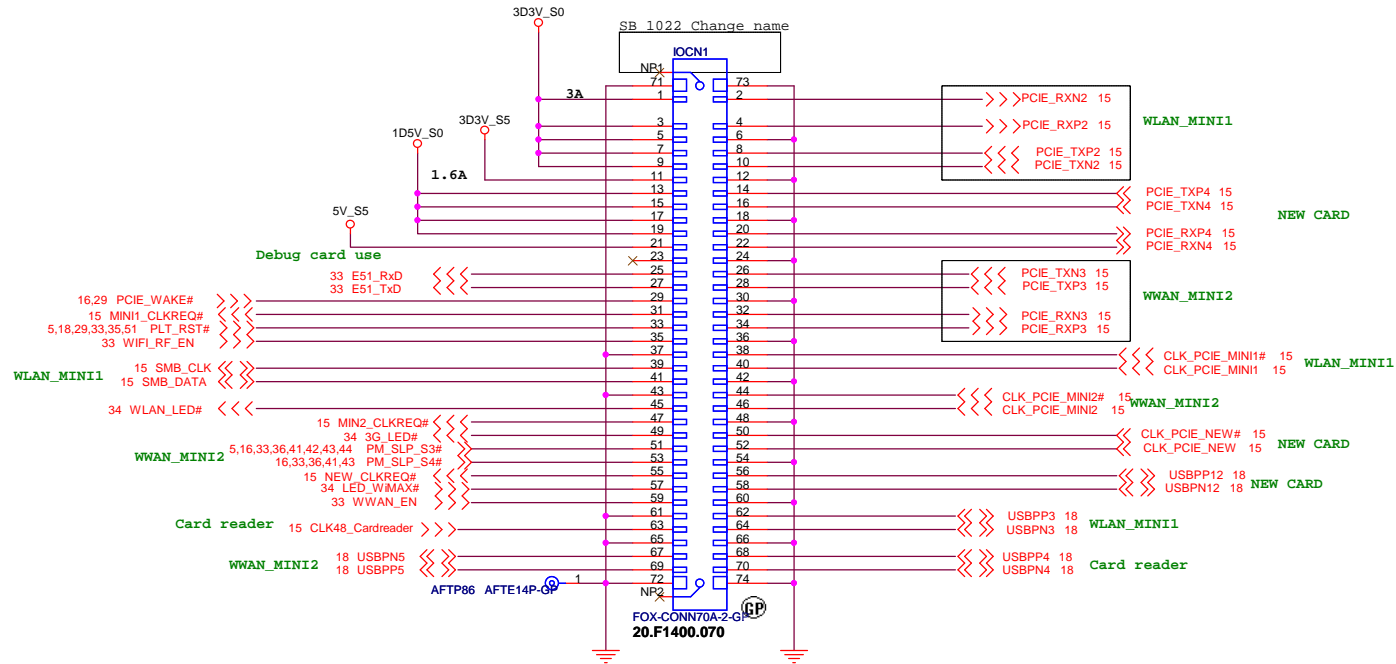 3D3V_S0
SB 1022 Change name
IOCN1
NP1
71 73
3A 1 2 PCIE_RXN2 15
3D3V_S5
1D5V_S0
3 4 PCIE_RXP2 15 WLAN_MINI1
5 6
7 8 PCIE_TXP2 15
9 10 PCIE_TXN2 15
1.6A 11 12
13 14 PCIE_TXP4 15
15 16 PCIE_TXN4 15
5V_S5 17 18 NEW CARD
19 20 PCIE_RXP4 15
21 22 PCIE_RXN4 15
Debug card use 23 24
33 E51_RxD 25 26 PCIE_TXN3 15
33 E51_TxD 27 28 PCIE_TXP3 15
16,29 PCIE_WAKE# 29 30 WWAN_MINI2
15 MINI1_CLKREQ# 31 32 PCIE_RXN3 15
5,18,29,33,35,51 PLT_RST# 33 34 PCIE_RXP3 15
33 WIFI_RF_EN 35 36
37 38 CLK_PCIE_MINI1# 15
WLAN_MINI1 15 SMB_CLK 39 40 CLK_PCIE_MINI1 15 WLAN_MINI1
15 SMB_DATA 41 42
43 44 CLK_PCIE_MINI2# 15
34 WLAN_LED# 45 46 CLK_PCIE_MINI2 15 WWAN_MINI2
15 MIN2_CLKREQ# 47 48
34 3G_LED# 49 50 CLK_PCIE_NEW# 15
5,16,33,36,41,42,43,44 PM_SLP_S3# 51 52 CLK_PCIE_NEW 15 NEW CARD
WWAN_MINI2 16,33,36,41,43 PM_SLP_S4# 53 54
15 NEW_CLKREQ# 55 56 USBPP12 18
34 LED_WiMAX# 57 58 USBPN12 18 NEW CARD
33 WWAN_EN 59 60
61 62 USBPP3 18
Card reader 15 CLK48_Cardreader 63 64 USBPN3 18 WLAN_MINI1
65 66
18 USBPN5 67 68 USBPP4 18
WWAN_MINI2 18 USBPP5 69 70 USBPN4 18 Card reader
AFTP86 AFTE14P-GP 1 72 74
NP2
GP
FOX-CONN70A-2-GP
20.F1400.070